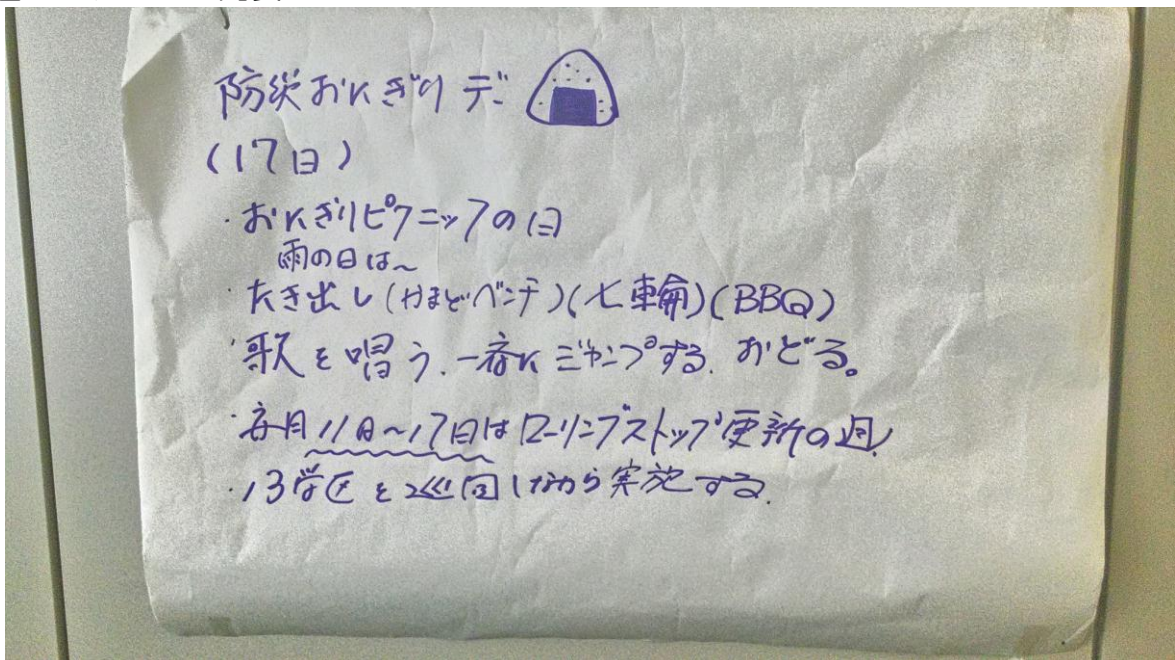 防災おにぎりデー
(17日)
・おにぎりピクニックの日
雨の日は～
・たき出し(かまどベンチ)(七輪)(BBQ)
・歌を唱う. 一斉にジャンプする. おどる。
・毎月11日～17日はローリングストック更新の週.
・13学区を巡回しながら実施する.